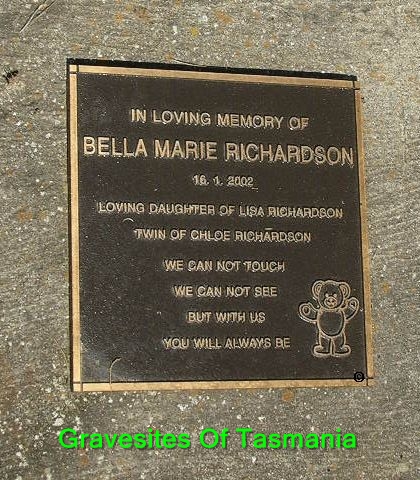 IN LOVING MEMORY OF
BELLA MARIE RICHARDSON
16. 1. 2002
LOVING DAUGHTER OF LISA RICHARDSON
TWIN OF CHLOE RICHARDSON
WE CAN NOT TOUCH
WE CAN NOT SEE
BUT WITH US
YOU WILL ALWAYS BE
Gravesites Of Tasmania